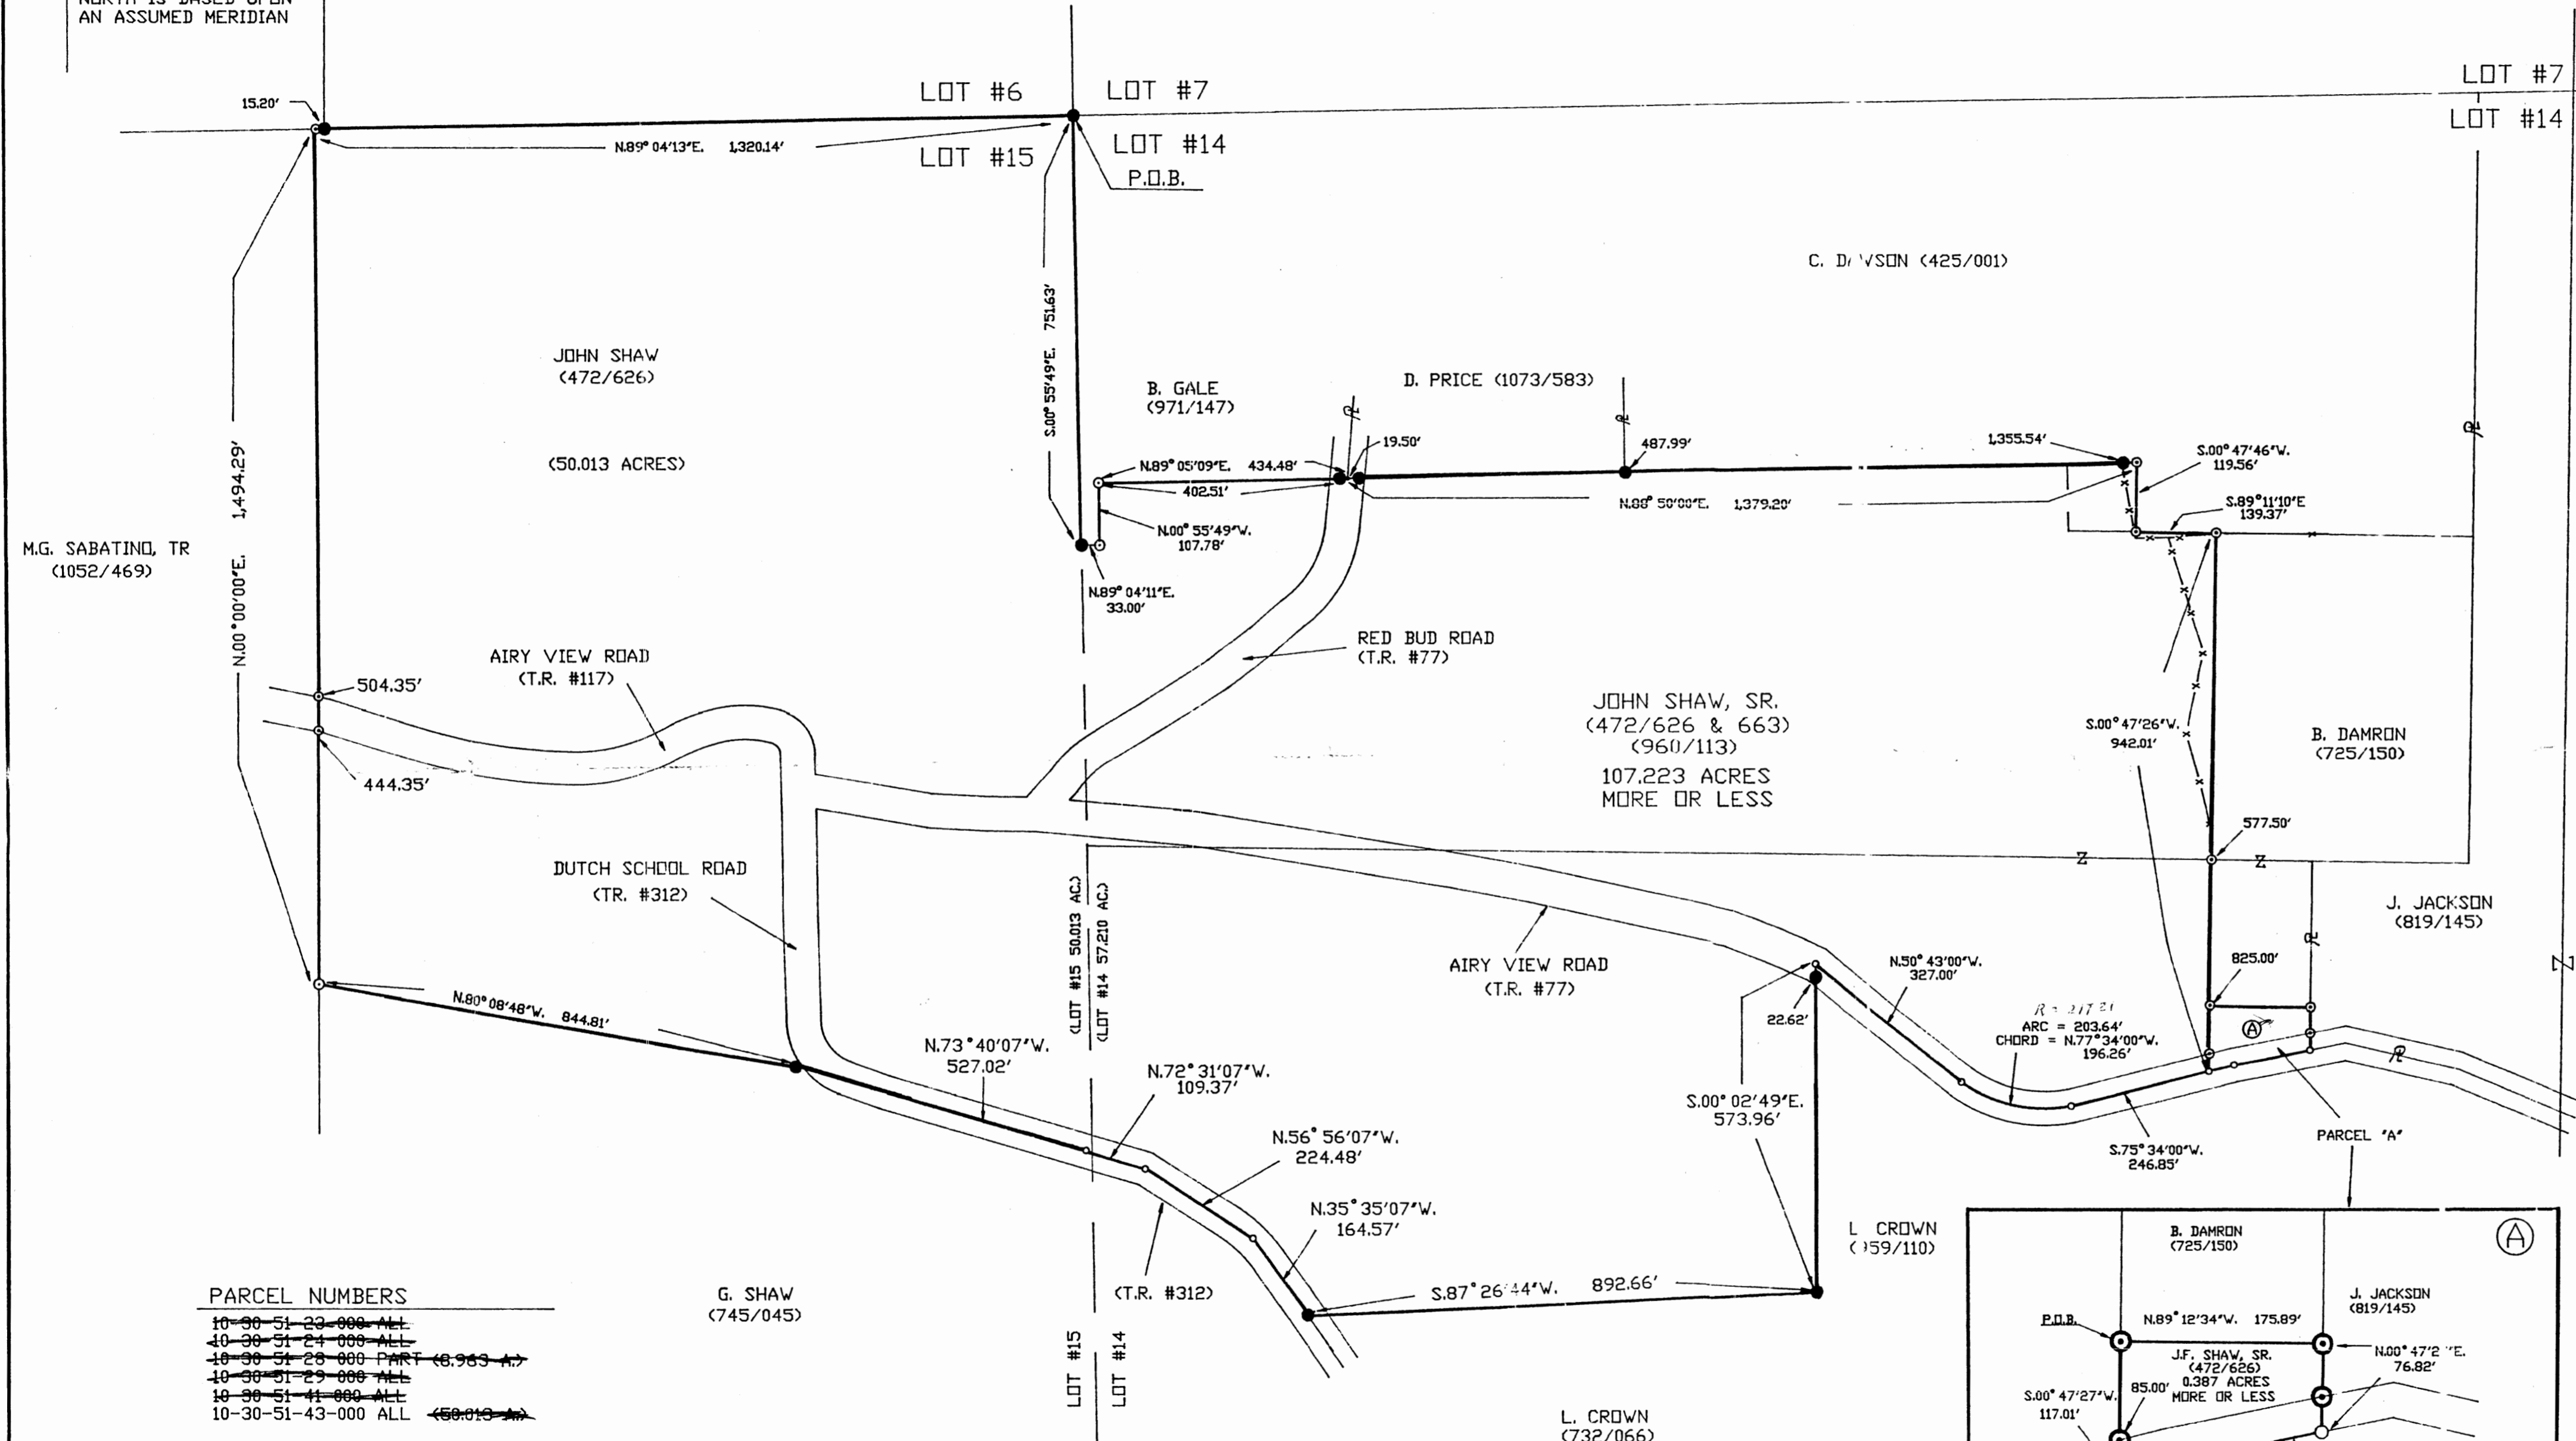 NORTH IS BASED UPON
AN ASSUMED MERIDIAN
15.20'
LOT #6
LOT #7
LOT #7
LOT #14
N.89°04'13"E. 1,320.14'
LOT #15
LOT #14
P.O.B.
C. DAWSON (425/001)
S.00°55'49"E. 751.63'
JOHN SHAW
(472/626)
(50.013 ACRES)
N.00°00'00"E. 1,494.29'
M.G. SABATINO, TR
(1052/469)
B. GALE
(971/147)
D. PRICE (1073/583)
19.50'
487.99'
1,355.54'
S.00°47'46"W.
119.56'
N.89°05'09"E. 434.48'
402.51'
N.88°50'00"E. 1,379.20'
S.89°11'10"E
139.37'
N.00°55'49"W.
107.78'
N.89°04'11"E.
33.00'
RED BUD ROAD
(T.R. #77)
AIRY VIEW ROAD
(T.R. #117)
504.35'
444.35'
JOHN SHAW, SR.
(472/626 & 663)
(960/113)
107.223 ACRES
MORE OR LESS
S.00°47'26"W.
942.01'
B. DAMRON
(725/150)
577.50'
DUTCH SCHOOL ROAD
(TR. #312)
(LOT #15 50.013 AC.)
(LOT #14 57.210 AC.)
J. JACKSON
(819/145)
AIRY VIEW ROAD
(T.R. #77)
N.50°43'00"W.
327.00'
825.00'
22.62'
ARC = 203.64'
CHORD = N.77°34'00"W.
196.26'
A
N.80°08'48"W. 844.81'
N.73°40'07"W.
527.02'
N.72°31'07"W.
109.37'
S.00°02'49"E.
573.96'
N.56°56'07"W.
224.48'
S.75°34'00"W.
246.85'
PARCEL "A"
N.35°35'07"W.
164.57'
L CROWN
(959/110)
S.87°26'44"W. 892.66'
(T.R. #312)
G. SHAW
(745/045)
LOT #15
LOT #14
L. CROWN
(732/066)
PARCEL NUMBERS
10-30-51-23-000 ALL
10-30-51-24-000 ALL
10-30-51-28-000 PART (8.983 A.)
10-30-51-29-000 ALL
10-30-51-41-000 ALL
10-30-51-43-000 ALL (50.013 A.)
A
B. DAMRON
(725/150)
J. JACKSON
(819/145)
P.O.B.
N.89°12'34"W. 175.89'
J.F. SHAW, SR.
(472/626)
0.387 ACRES
MORE OR LESS
76.82'
S.00°47'27"W.
117.01'
85.00'